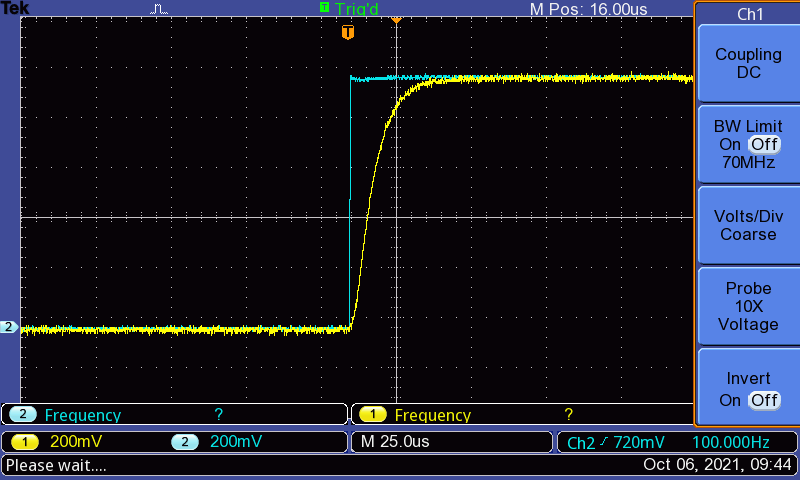 Tek
T Trig'd
M Pos: 16.00us
T
Ch1
Coupling
DC
BW Limit
On Off
70MHz
Volts/Div
Coarse
Probe
10X
Voltage
Invert
On Off
2
2 Frequency ?
1 Frequency ?
1 200mV
2 200mV
M 25.0us
Ch2 720mV 100.000Hz
Please wait....
Oct 06, 2021, 09:44